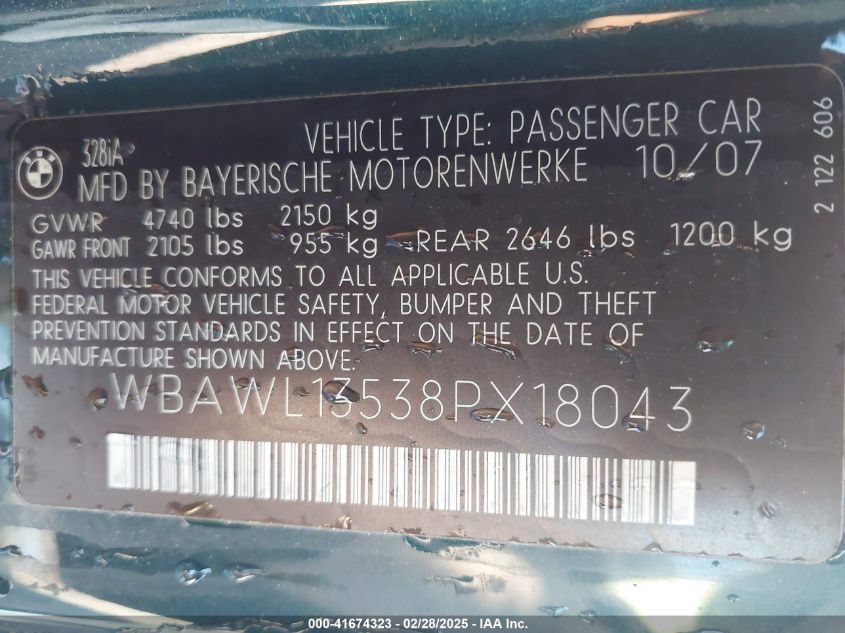 BMW
328iA
VEHICLE TYPE: PASSENGER CAR
MFD BY BAYERISCHE MOTORENWERKE 10/07
GVWR 4740 lbs 2150 kg
GAWR FRONT 2105 lbs 955 kg REAR 2646 lbs 1200 kg
THIS VEHICLE CONFORMS TO ALL APPLICABLE U.S.
FEDERAL MOTOR VEHICLE SAFETY, BUMPER AND THEFT
PREVENTION STANDARDS IN EFFECT ON THE DATE OF
MANUFACTURE SHOWN ABOVE.
WBAWL13538PX18043
2 122 606
000-41674323 - 02/28/2025 - IAA Inc.